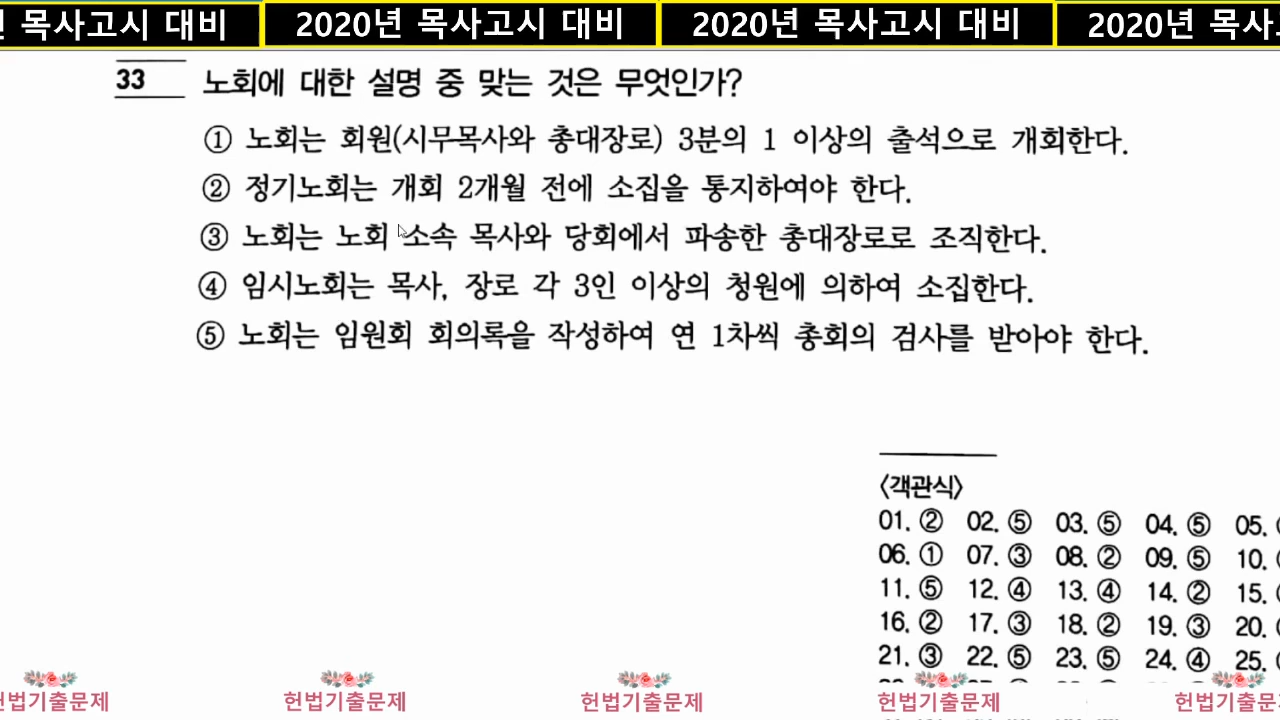 년 목사고시 대비 2020년 목사고시 대비 2020년 목사고시 대비 2020년 목사고
33 노회에 대한 설명 중 맞는 것은 무엇인가?
① 노회는 회원(시무목사와 총대장로) 3분의 1 이상의 출석으로 개회한다.
② 정기노회는 개회 2개월 전에 소집을 통지하여야 한다.
③ 노회는 노회 소속 목사와 당회에서 파송한 총대장로로 조직한다.
④ 임시노회는 목사, 장로 각 3인 이상의 청원에 의하여 소집한다.
⑤ 노회는 임원회 회의록을 작성하여 연 1차씩 총회의 검사를 받아야 한다.
〈객관식〉
01. ② 02. ⑤ 03. ⑤ 04. ⑤ 05.
06. ① 07. ③ 08. ② 09. ⑤ 10.
11. ⑤ 12. ④ 13. ④ 14. ② 15.
16. ② 17. ③ 18. ② 19. ③ 20.
21. ③ 22. ⑤ 23. ⑤ 24. ④ 25.
헌법기출문제 헌법기출문제 헌법기출문제 헌법기출문제 헌법기출문